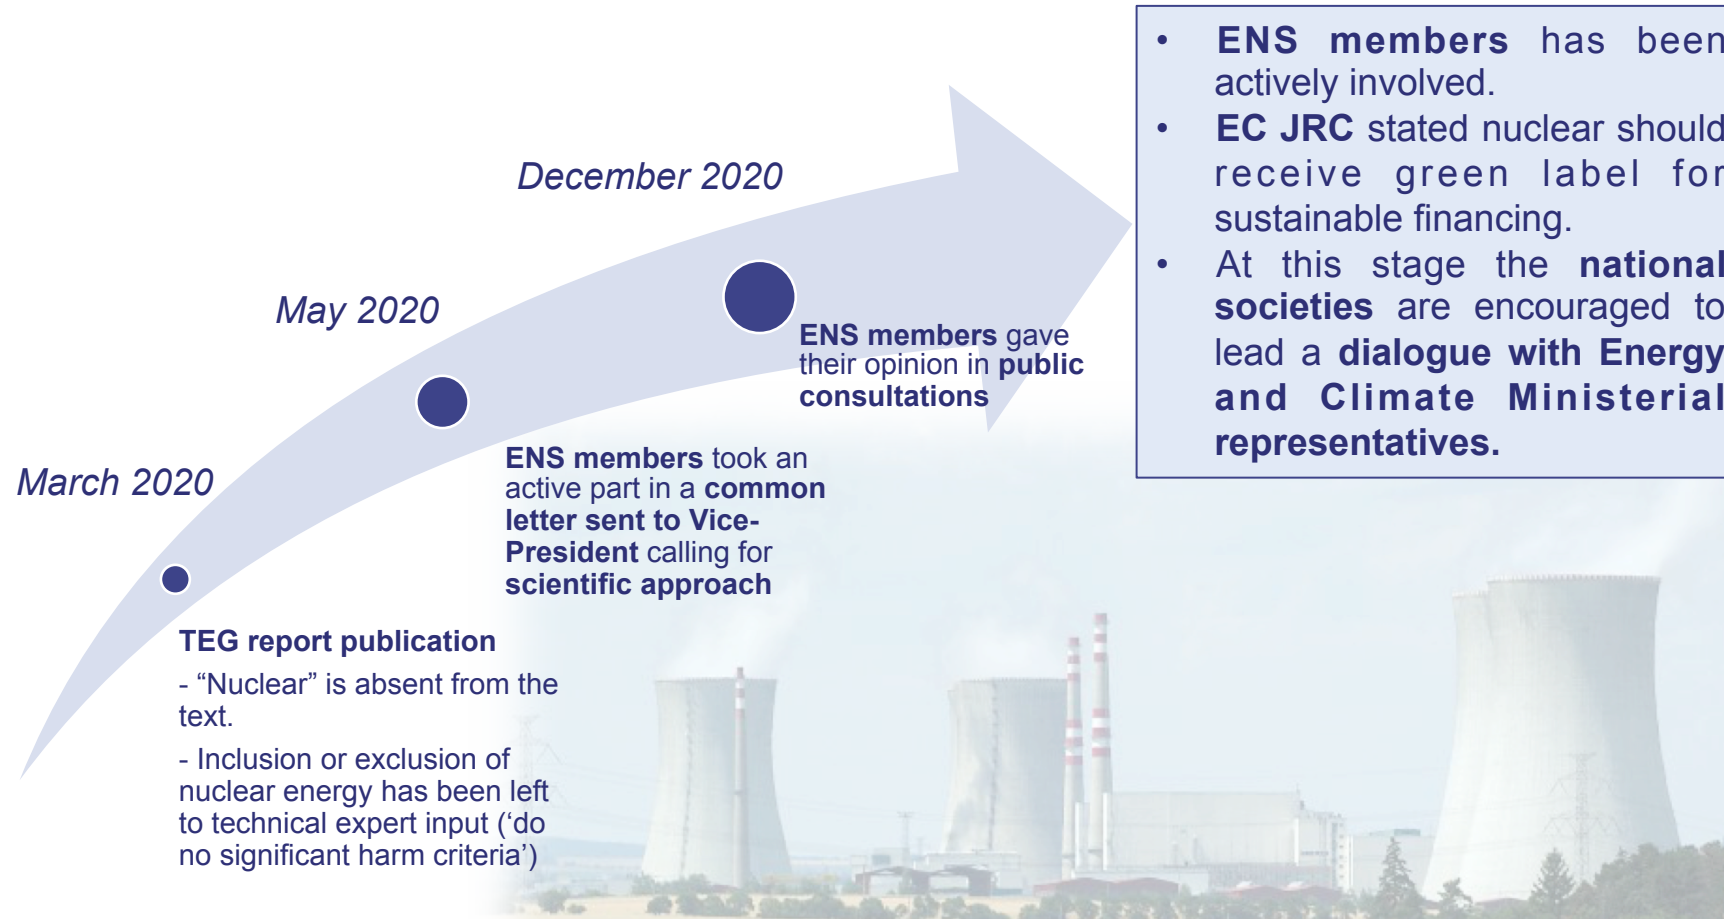 March 2020
TEG report publication
- “Nuclear” is absent from the
text.
- Inclusion or exclusion of
nuclear energy has been left
to technical expert input (‘do
no significant harm criteria’)
May 2020
ENS members took an
active part in a common
letter sent to Vice-
President calling for
scientific approach
December 2020
ENS members gave
their opinion in public
consultations
• ENS members has been
actively involved.
• EC JRC stated nuclear should
receive green label for
sustainable financing.
• At this stage the national
societies are encouraged to
lead a dialogue with Energy
and Climate Ministerial
representatives.